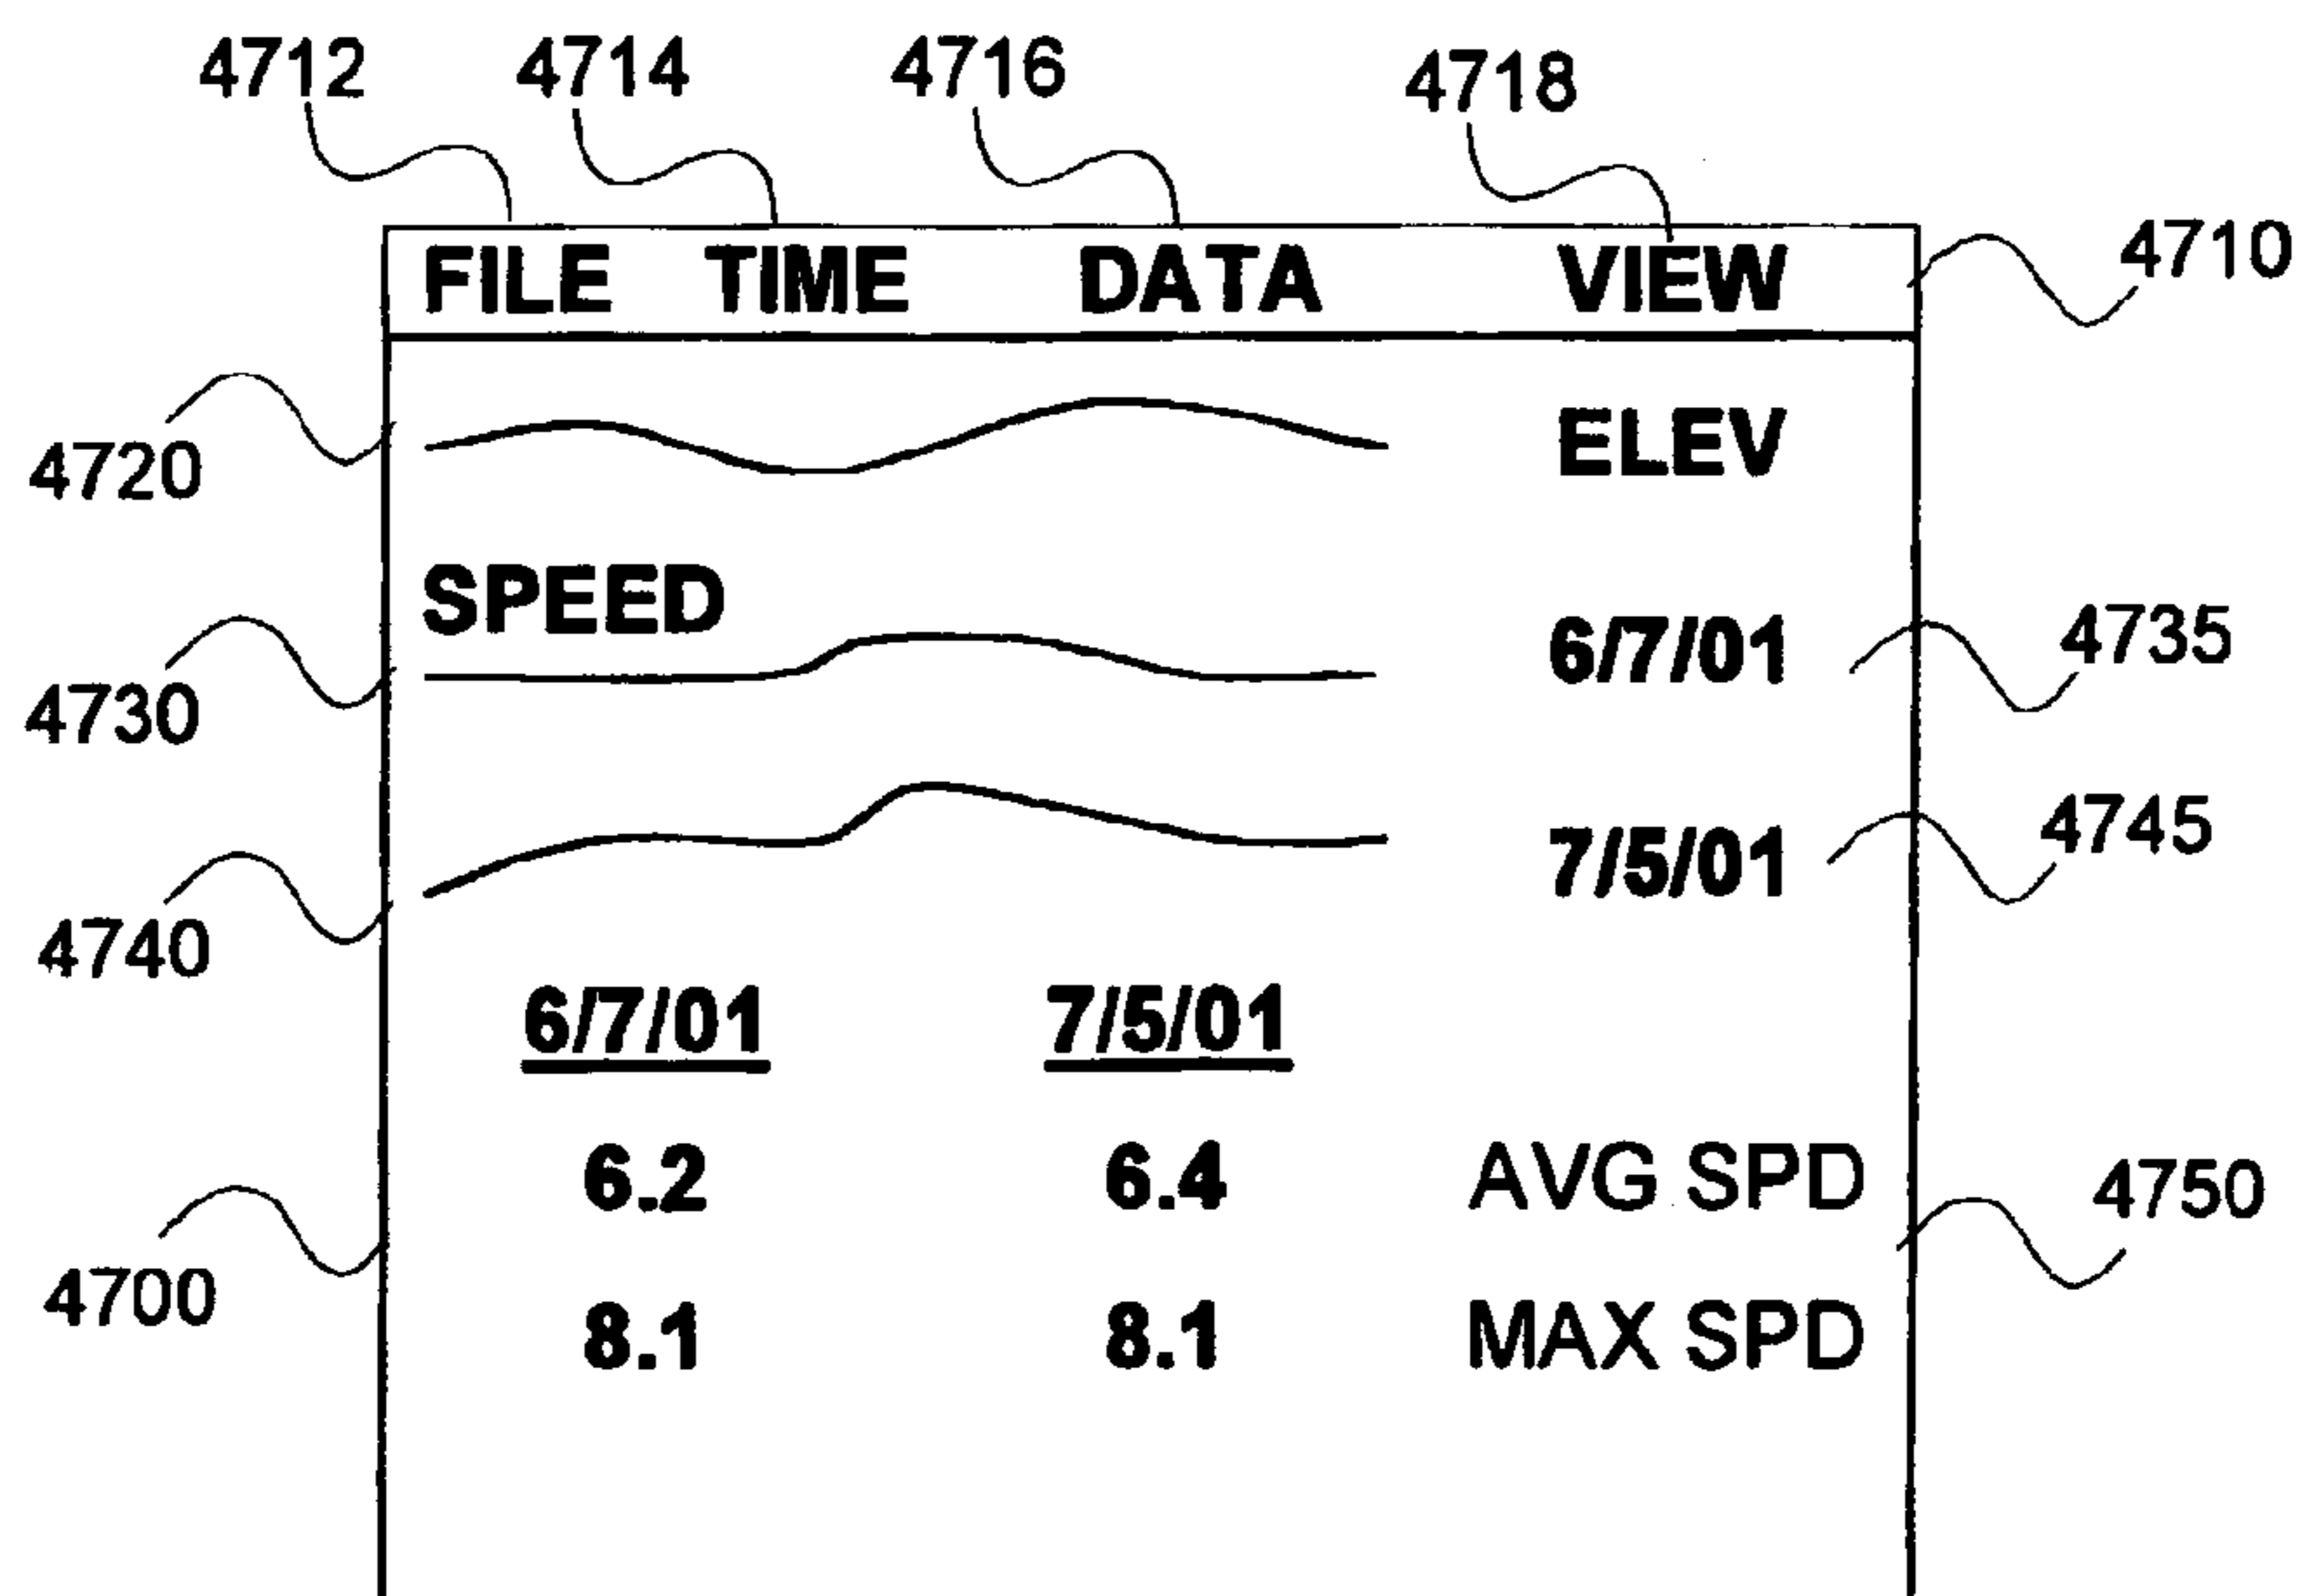 4712 4714 4716 4718
FILE TIME DATA VIEW 4710
ELEV
4720
SPEED
6/7/01 4735
4730
7/5/01 4745
4740
6/7/01 7/5/01
6.2 6.4 AVG SPD 4750
4700
8.1 8.1 MAX SPD